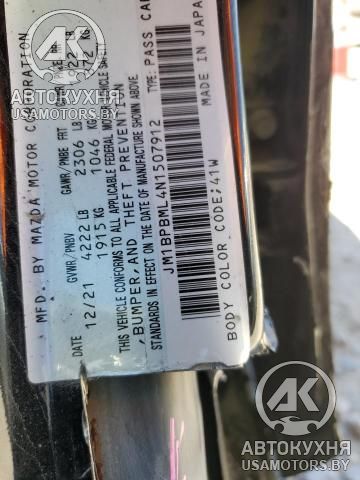 MFD. BY MAZDA MOTOR CORPORATION
DATE GVWR/PNBV GAWR/PNBE FRT
12/21 4222 LB 2306 LB
1915 KG 1046 KG
THIS VEHICLE CONFORMS TO ALL APPLICABLE FEDERAL MOTOR VEHICLE SAFETY
, BUMPER, AND THEFT PREVENTION
STANDARDS IN EFFECT ON THE DATE OF MANUFACTURE SHOWN ABOVE
JM1BPBML4N1507912 TYPE: PASS CAR
MADE IN JAPAN
BODY COLOR CODE;41W
АК
АВТОКУХНЯ
USAMOTORS.BY
АК
АВТОКУХНЯ
USAMOTORS.BY